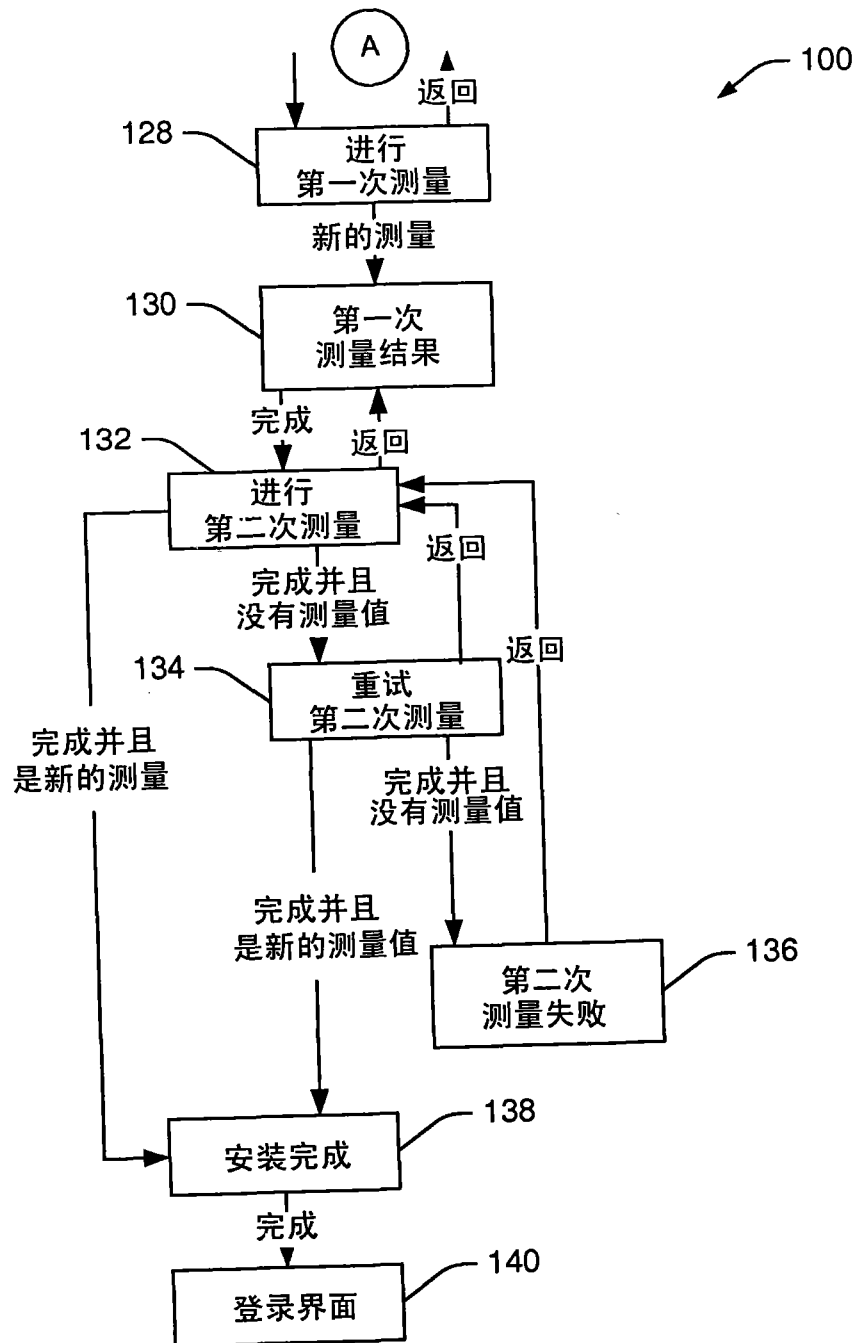 A
100
返回
128
进行
第一次测量
新的测量
130
第一次
测量结果
完成
返回
132
进行
第二次测量
返回
完成并且
没有测量值
返回
134
重试
第二次测量
完成并且
是新的测量
完成并且
没有测量值
完成并且
是新的测量值
136
第二次
测量失败
138
安装完成
完成
140
登录界面